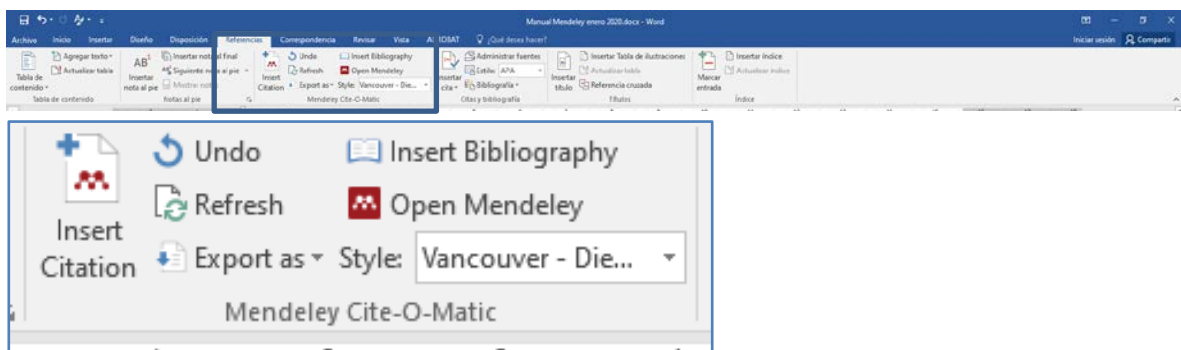 Manual Mendeley enero 2020.docx - Word
Archivo Inicio Insertar Diseño Disposición Referencias Correspondencia Revisar Vista ¿Qué desea hacer? Iniciar sesión Compartir
Agregar texto Insertar nota al final Undo Insert Bibliography Administrar fuentes Insertar Tabla de ilustraciones Insertar índice
Actualizar tabla AB¹ Siguiente nota al pie Refresh Open Mendeley Estilo: APA Actualizar tabla Actualizar índice
Tabla de contenido Insertar nota al pie Insert Citation Export as Style: Vancouver - Die... Insertar cita Bibliografía Insertar título Referencia cruzada Marcar entrada
Tabla de contenido Notas al pie Mendeley Cite-O-Matic Citas y bibliografía Títulos Índice
Undo Insert Bibliography
Refresh Open Mendeley
Insert
Citation Export as Style: Vancouver - Die...
Mendeley Cite-O-Matic